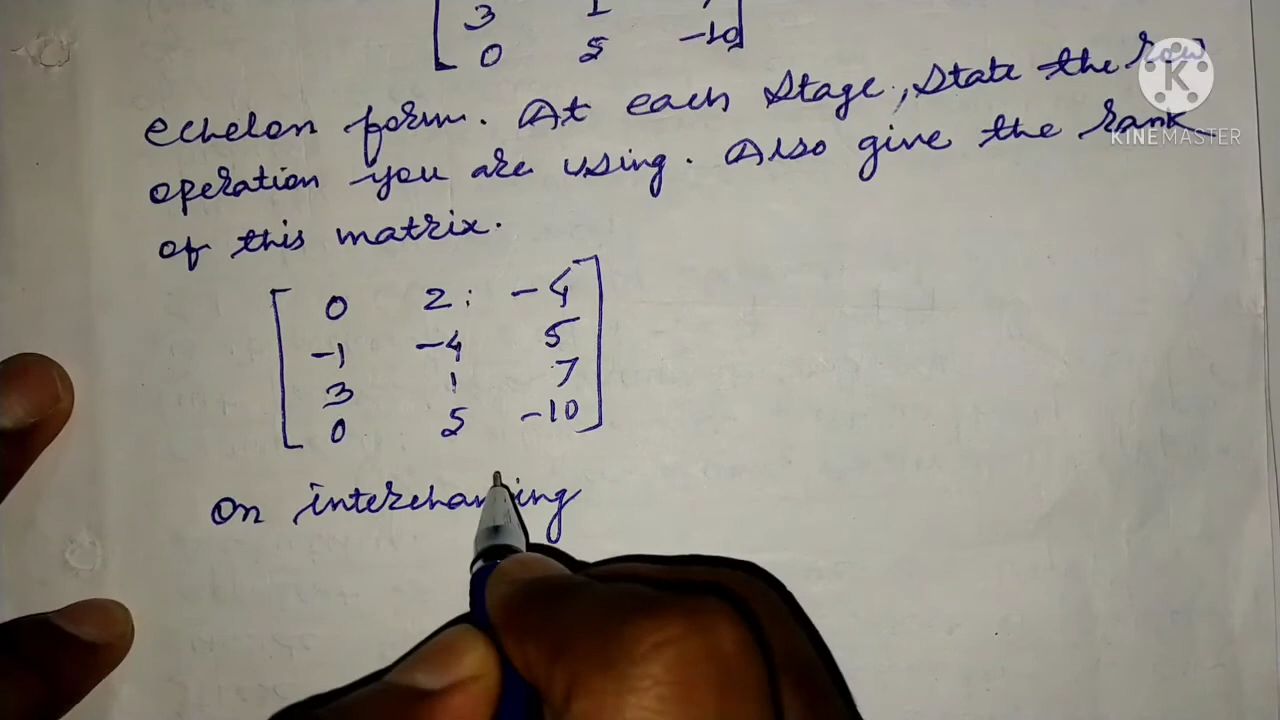 3 1 7
0 5 -10
echelon form. At each stage, state the row
operation you are using. Also give the rank
of this matrix.
0 2 : -4
-1 -4 5
3 1 7
0 5 -10
on interchanging
K
KINEMASTER